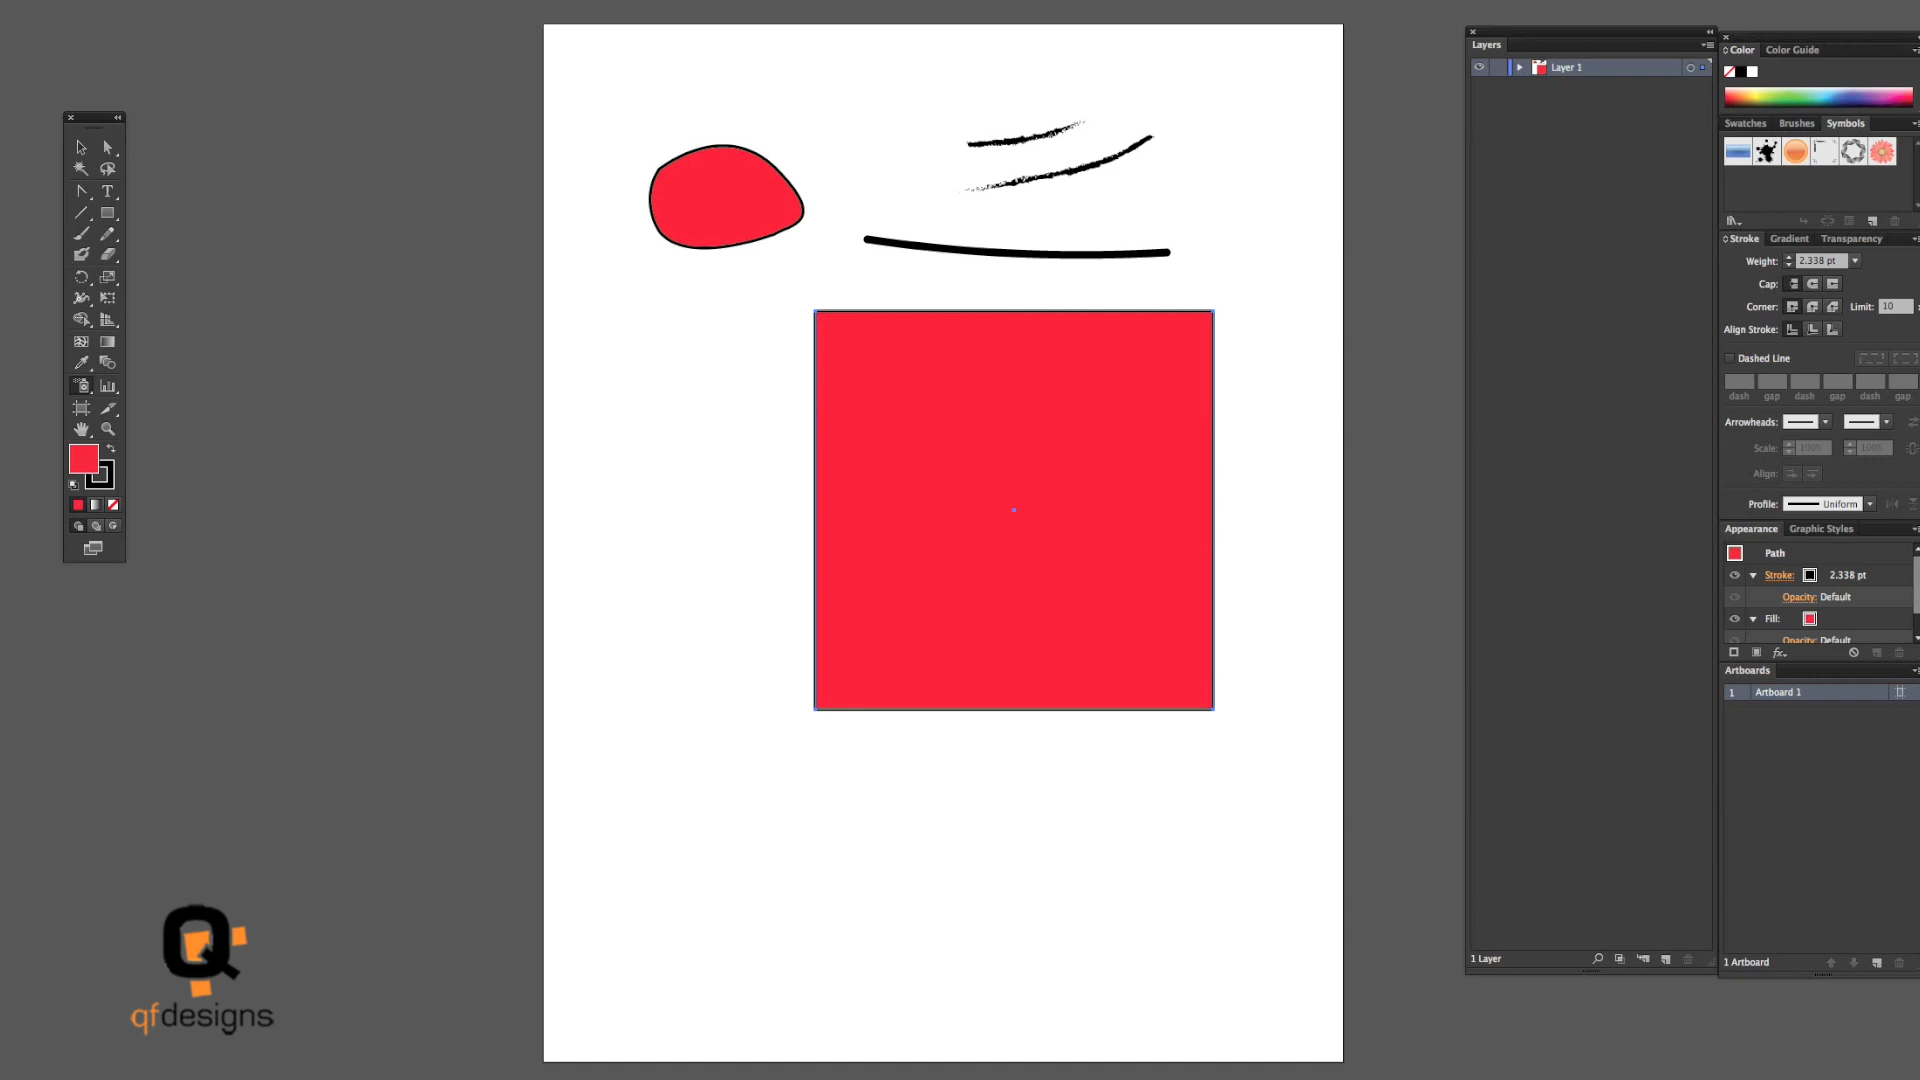 Layers
Layer 1
1 Layer
Color Color Guide
Swatches Brushes Symbols
Stroke Gradient Transparency
Weight: 2.338 pt
Cap:
Corner: Limit: 10
Align Stroke:
Dashed Line
dash gap dash gap dash gap
Arrowheads:
Scale: 100% 100%
Align:
Profile: Uniform
Appearance Graphic Styles
Path
Stroke: 2.338 pt
Opacity: Default
Fill:
Opacity: Default
fx
Artboards
1 Artboard 1
1 Artboard
Q
qfdesigns